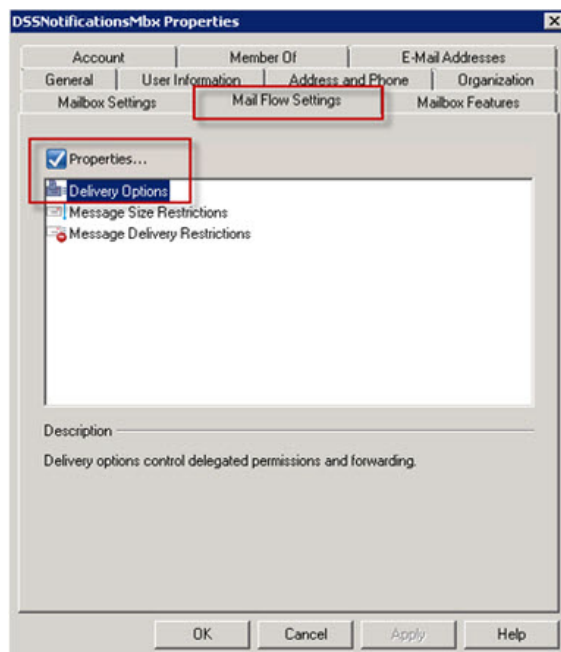 DSSNotificationsMbx Properties
Account Member Of E-Mail Addresses
General User Information Address and Phone Organization
Mailbox Settings Mail Flow Settings Mailbox Features
Properties...
Delivery Options
Message Size Restrictions
Message Delivery Restrictions
Description
Delivery options control delegated permissions and forwarding.
OK Cancel Apply Help